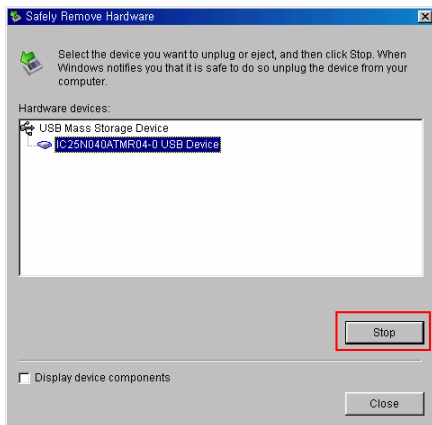 Safely Remove Hardware
Select the device you want to unplug or eject, and then click Stop. When
Windows notifies you that it is safe to do so unplug the device from your
computer.
Hardware devices:
USB Mass Storage Device
IC25N040ATMR04-0 USB Device
Stop
Display device components
Close